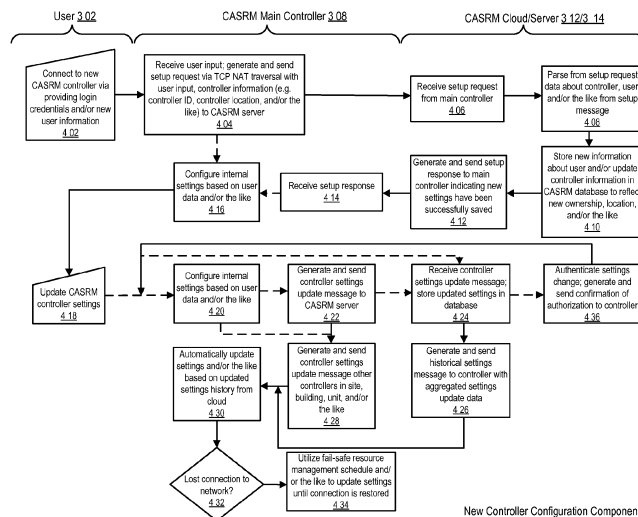 User 3.02
CASRM Main Controller 3.08
CASRM Cloud/Server 3.12/3_14
Connect to new
CASRM controller via
providing login
credentials and/or new
user information
4.02
Receive user input; generate and send
setup request via TCP NAT traversal with
user input, controller information (e.g.
controller ID, controller location, and/or the
like) to CASRM server
4.04
Receive setup request
from main controller
4.06
Parse from setup request
data about controller, user
and/or the like from setup
message
4.08
Configure internal
settings based on user
data and/or the like
4.16
Receive setup response
4.14
Generate and send setup
response to main
controller indicating new
settings have been
successfully saved
4.12
Store new information
about user and/or update
controller information in
CASRM database to reflect
new ownership, location,
and/or the like
4.10
Update CASRM
controller settings
4.18
Configure internal
settings based on user
data and/or the like
4.20
Generate and send
controller settings
update message to
CASRM server
4.22
Receive controller
settings update message;
store updated settings in
database
4.24
Authenticate settings
change; generate and
send confirmation of
authorization to controller
4.36
Automatically update
settings and/or the like
based on updated
settings history from
cloud
4.30
Generate and send
controller settings
update message other
controllers in site,
building, unit, and/or
the like
4.28
Generate and send
historical settings
message to controller with
aggregated settings
update data
4.26
Lost connection to
network?
4.32
Utilize fail-safe resource
management schedule and/
or the like to update settings
until connection is restored
4.34
New Controller Configuration Component